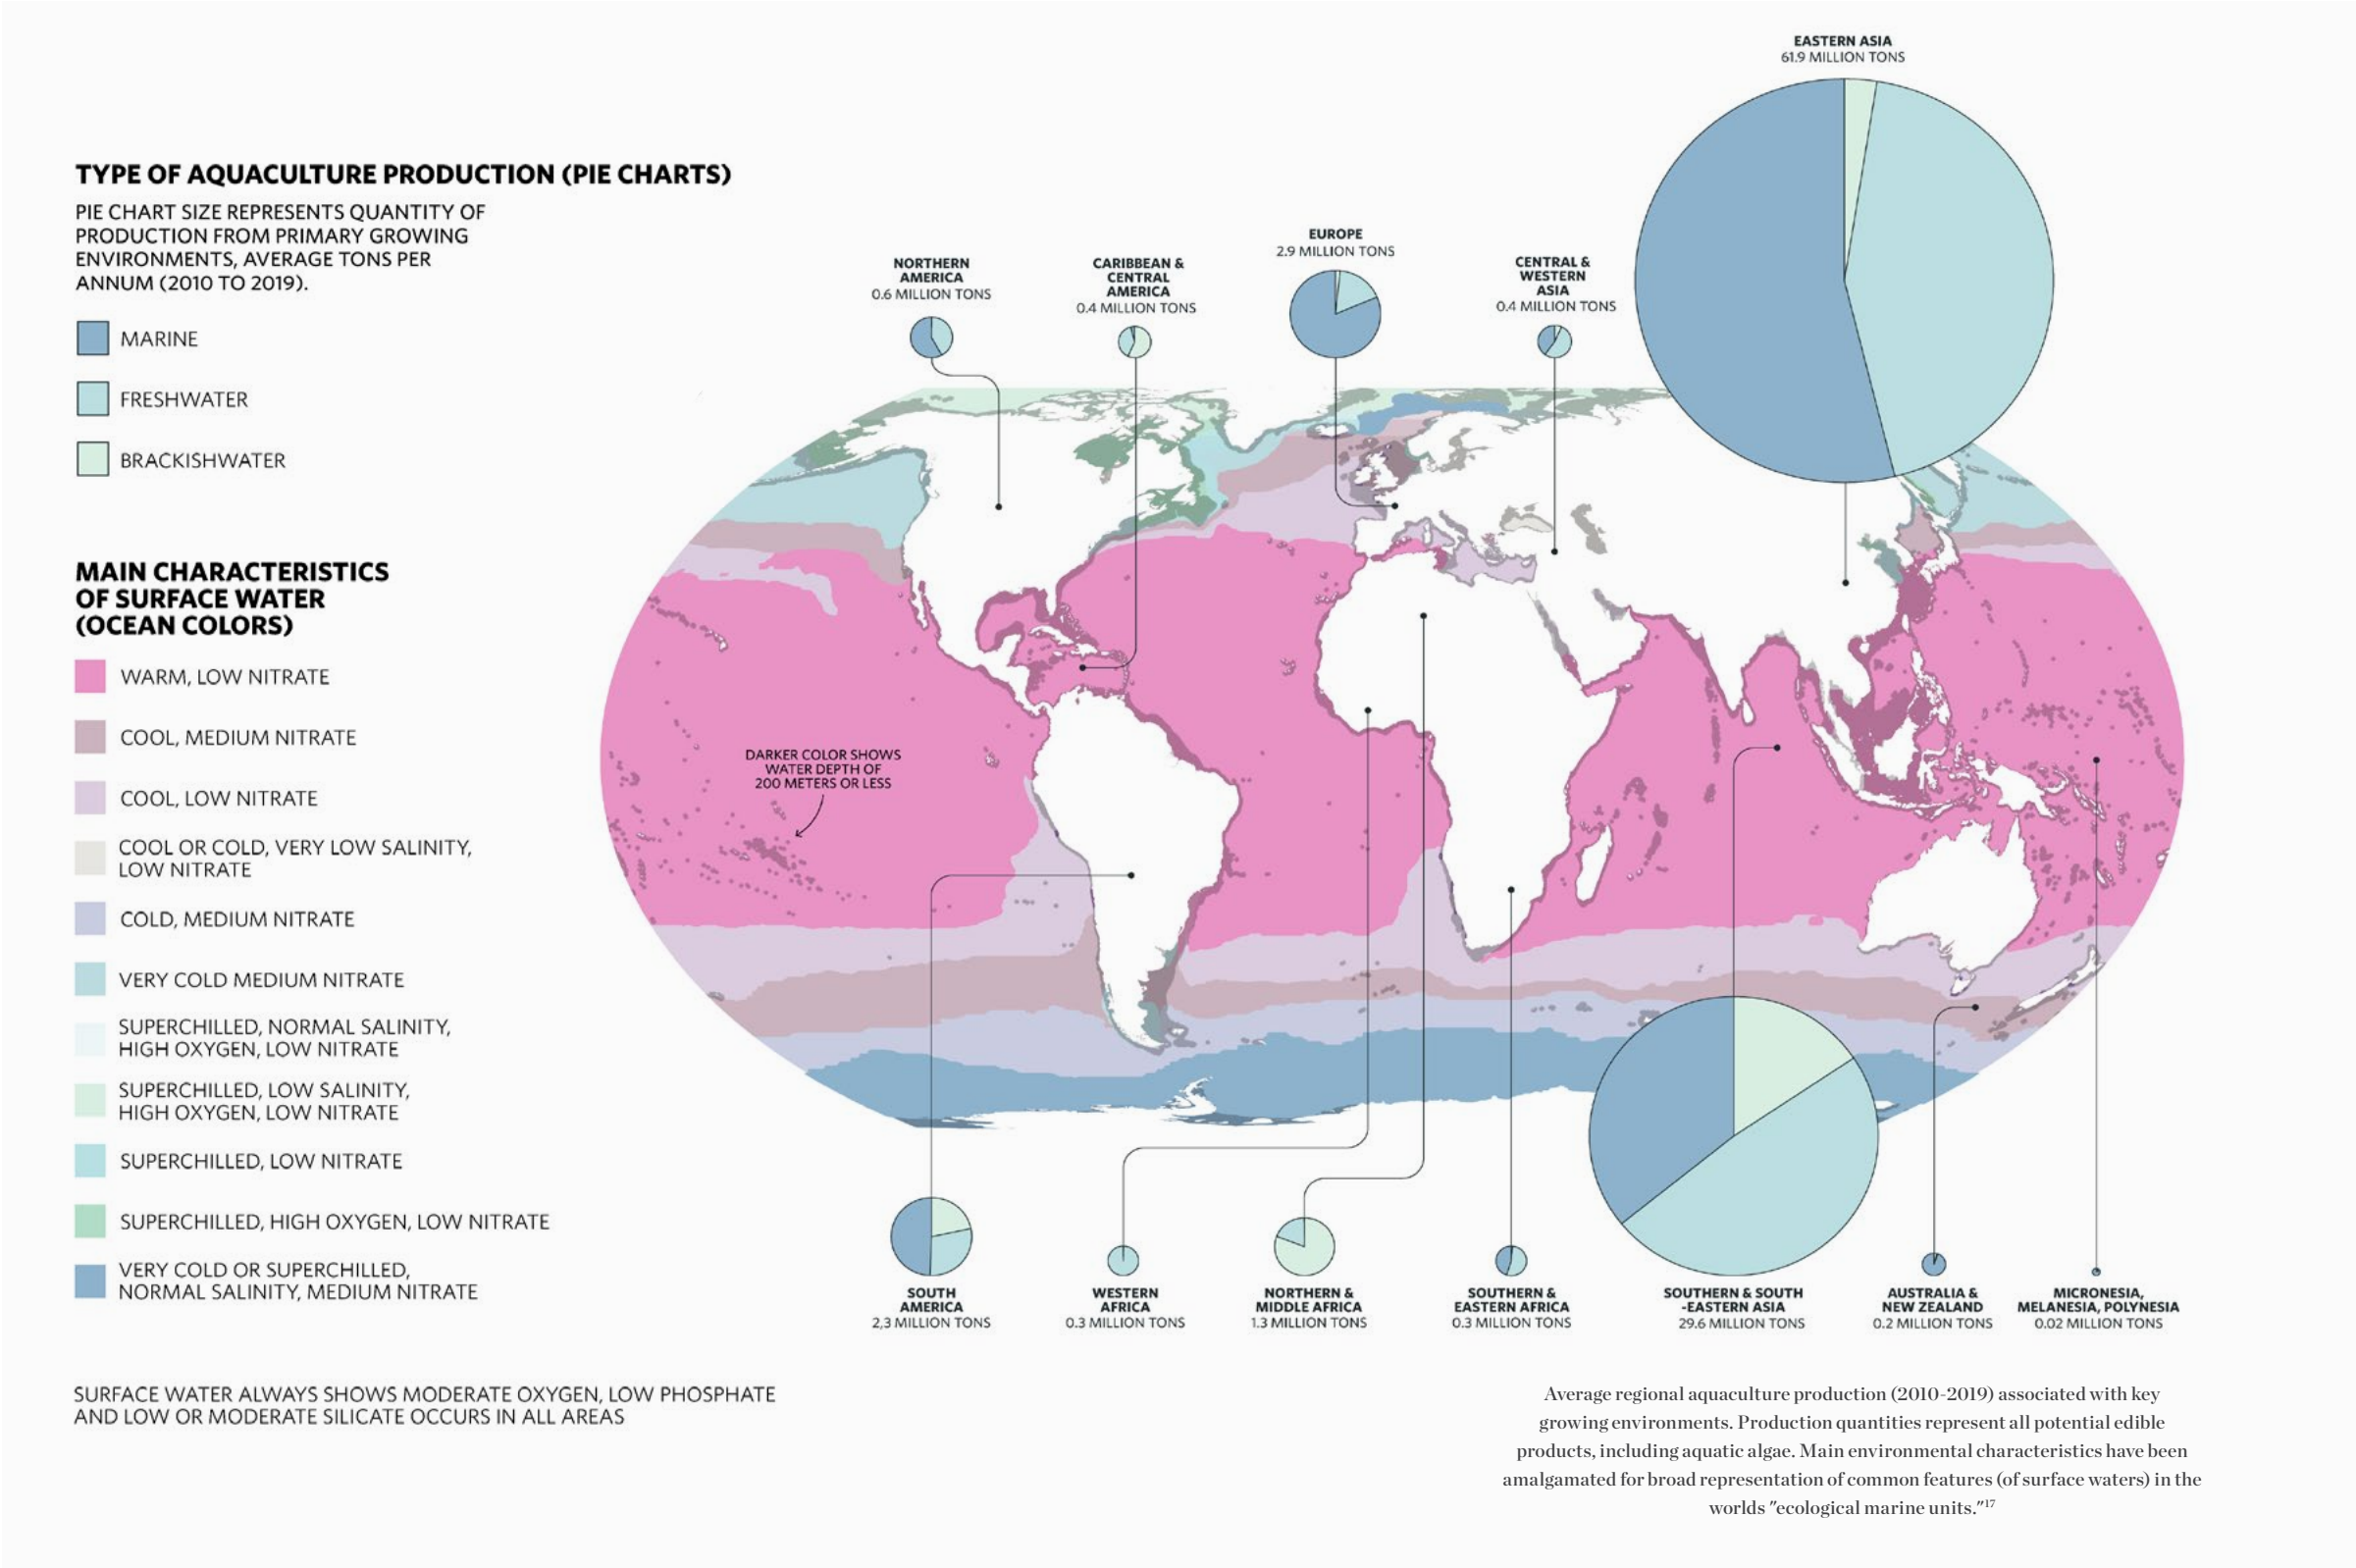 EASTERN ASIA
61.9 MILLION TONS
TYPE OF AQUACULTURE PRODUCTION (PIE CHARTS)
PIE CHART SIZE REPRESENTS QUANTITY OF
PRODUCTION FROM PRIMARY GROWING
ENVIRONMENTS, AVERAGE TONS PER
ANNUM (2010 TO 2019).
MARINE
FRESHWATER
BRACKISHWATER
NORTHERN
AMERICA
0.6 MILLION TONS
CARIBBEAN &
CENTRAL
AMERICA
0.4 MILLION TONS
EUROPE
2.9 MILLION TONS
CENTRAL &
WESTERN
ASIA
0.4 MILLION TONS
MAIN CHARACTERISTICS
OF SURFACE WATER
(OCEAN COLORS)
WARM, LOW NITRATE
COOL, MEDIUM NITRATE
COOL, LOW NITRATE
COOL OR COLD, VERY LOW SALINITY,
LOW NITRATE
COLD, MEDIUM NITRATE
VERY COLD MEDIUM NITRATE
SUPERCHILLED, NORMAL SALINITY,
HIGH OXYGEN, LOW NITRATE
SUPERCHILLED, LOW SALINITY,
HIGH OXYGEN, LOW NITRATE
SUPERCHILLED, LOW NITRATE
SUPERCHILLED, HIGH OXYGEN, LOW NITRATE
VERY COLD OR SUPERCHILLED,
NORMAL SALINITY, MEDIUM NITRATE
DARKER COLOR SHOWS
WATER DEPTH OF
200 METERS OR LESS
SOUTH
AMERICA
2,3 MILLION TONS
WESTERN
AFRICA
0.3 MILLION TONS
NORTHERN &
MIDDLE AFRICA
1.3 MILLION TONS
SOUTHERN &
EASTERN AFRICA
0.3 MILLION TONS
SOUTHERN & SOUTH
-EASTERN ASIA
29.6 MILLION TONS
AUSTRALIA &
NEW ZEALAND
0.2 MILLION TONS
MICRONESIA,
MELANESIA, POLYNESIA
0.02 MILLION TONS
SURFACE WATER ALWAYS SHOWS MODERATE OXYGEN, LOW PHOSPHATE
AND LOW OR MODERATE SILICATE OCCURS IN ALL AREAS
Average regional aquaculture production (2010-2019) associated with key
growing environments. Production quantities represent all potential edible
products, including aquatic algae. Main environmental characteristics have been
amalgamated for broad representation of common features (of surface waters) in the
worlds "ecological marine units."17